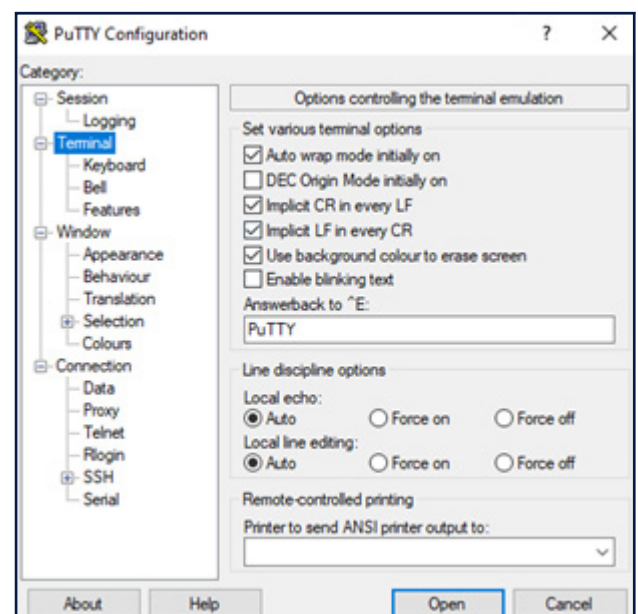 PuTTY Configuration ? ×
Category:
Session
Logging
Terminal
Keyboard
Bell
Features
Window
Appearance
Behaviour
Translation
Selection
Colours
Connection
Data
Proxy
Telnet
Rlogin
SSH
Serial
Options controlling the terminal emulation
Set various terminal options
Auto wrap mode initially on
DEC Origin Mode initially on
Implicit CR in every LF
Implicit LF in every CR
Use background colour to erase screen
Enable blinking text
Answerback to ^E:
PuTTY
Line discipline options
Local echo:
Auto Force on Force off
Local line editing:
Auto Force on Force off
Remote-controlled printing
Printer to send ANSI printer output to:
About Help Open Cancel